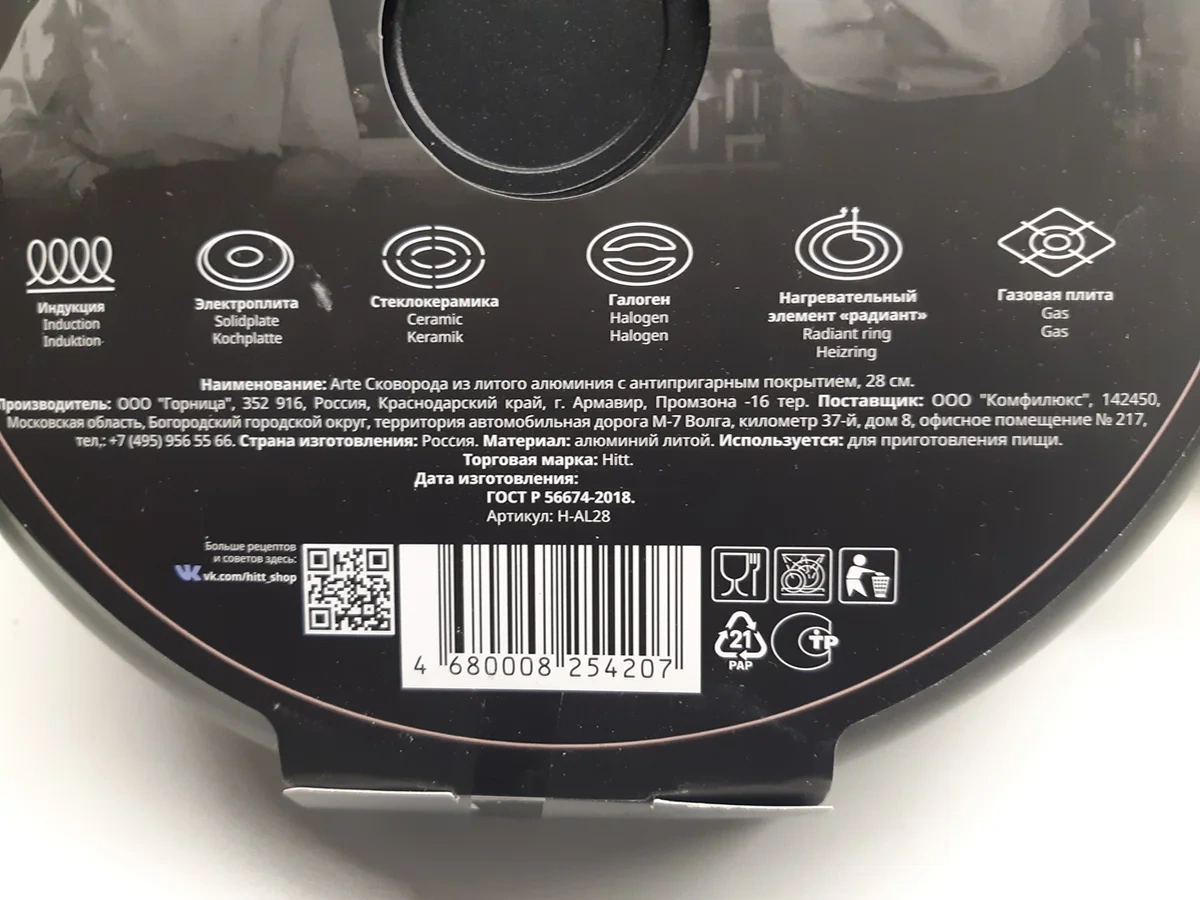 Индукция
Induction
Induktion
Электроплита
Solidplate
Kochplatte
Стеклокерамика
Ceramic
Keramik
Галоген
Halogen
Halogen
Нагревательный
элемент «радиант»
Radiant ring
Heizring
Газовая плита
Gas
Gas
Наименование: Arte Сковорода из литого алюминия с антипригарным покрытием, 28 см.
Производитель: ООО "Горница", 352 916, Россия, Краснодарский край, г. Армавир, Промзона -16 тер. Поставщик: ООО "Комфилюкс", 142450,
Московская область, Богородский городской округ, территория автомобильная дорога М-7 Волга, километр 37-й, дом 8, офисное помещение № 217,
тел.: +7 (495) 956 55 66. Страна изготовления: Россия. Материал: алюминий литой. Используется: для приготовления пищи.
Торговая марка: Hitt.
Дата изготовления:
ГОСТ Р 56674-2018.
Артикул: H-AL28
Больше рецептов
и советов здесь:
vk.com/hitt_shop
4 680008 254207
21
PAP
СТР